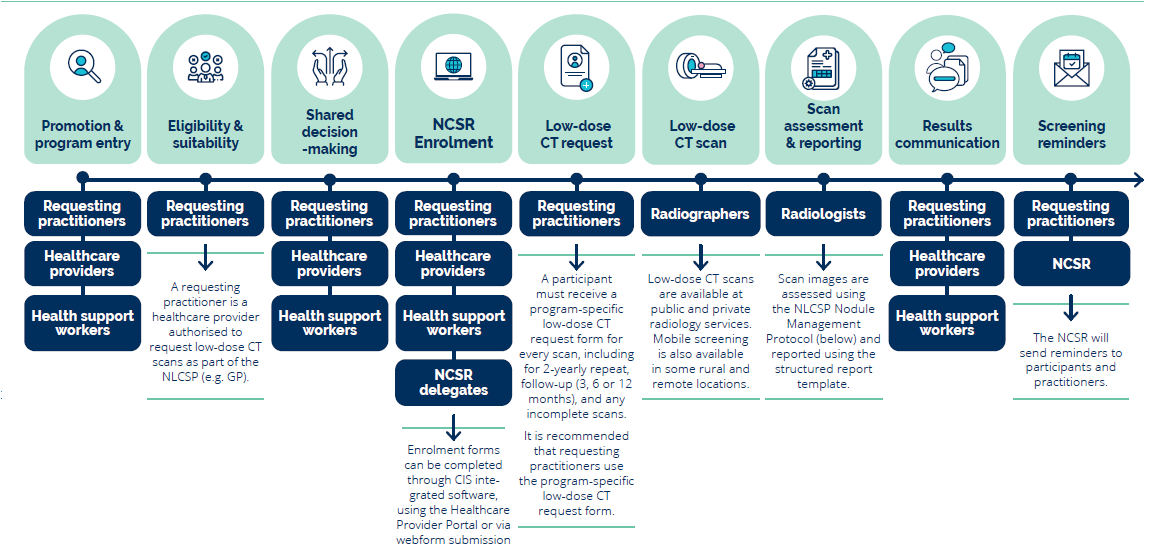 Promotion &
program entry
Eligibility &
suitability
Shared
decision
-making
NCSR
Enrolment
Low-dose
CT request
Low-dose
CT scan
Scan
assessment
& reporting
Results
communication
Screening
reminders
Requesting
practitioners
Healthcare
providers
Health support
workers
Requesting
practitioners
A requesting
practitioner is a
healthcare provider
authorised to
request low-dose CT
scans as part of the
NLCSP (e.g. GP).
Requesting
practitioners
Healthcare
providers
Health support
workers
Requesting
practitioners
Healthcare
providers
Health support
workers
NCSR
delegates
Enrolment forms
can be completed
through CIS inte-
grated software,
using the Healthcare
Provider Portal or via
webform submission
Requesting
practitioners
A participant
must receive a
program-specific
low-dose CT
request form for
every scan, including
for 2-yearly repeat,
follow-up (3, 6 or 12
months), and any
incomplete scans.
It is recommended
that requesting
practitioners use
the program-specific
low-dose CT
request form.
Radiographers
Low-dose CT scans
are available at
public and private
radiology services.
Mobile screening
is also available
in some rural and
remote locations.
Radiologists
Scan images are
assessed using
the NLCSP Nodule
Management
Protocol (below) and
reported using the
structured report
template.
Requesting
practitioners
Healthcare
providers
Health support
workers
Requesting
practitioners
NCSR
The NCSR will
send reminders to
participants and
practitioners.